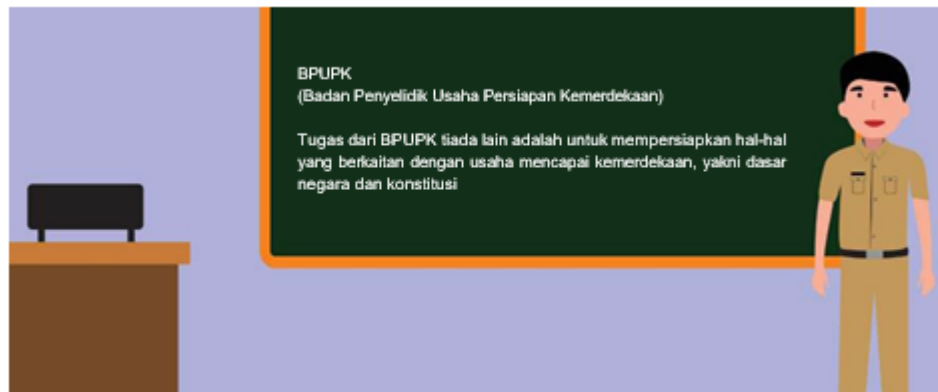 BPUPK
(Badan Penyelidik Usaha Persiapan Kemerdekaan)
Tugas dari BPUPK tiada lain adalah untuk mempersiapkan hal-hal
yang berkaitan dengan usaha mencapai kemerdekaan, yakni dasar
negara dan konstitusi